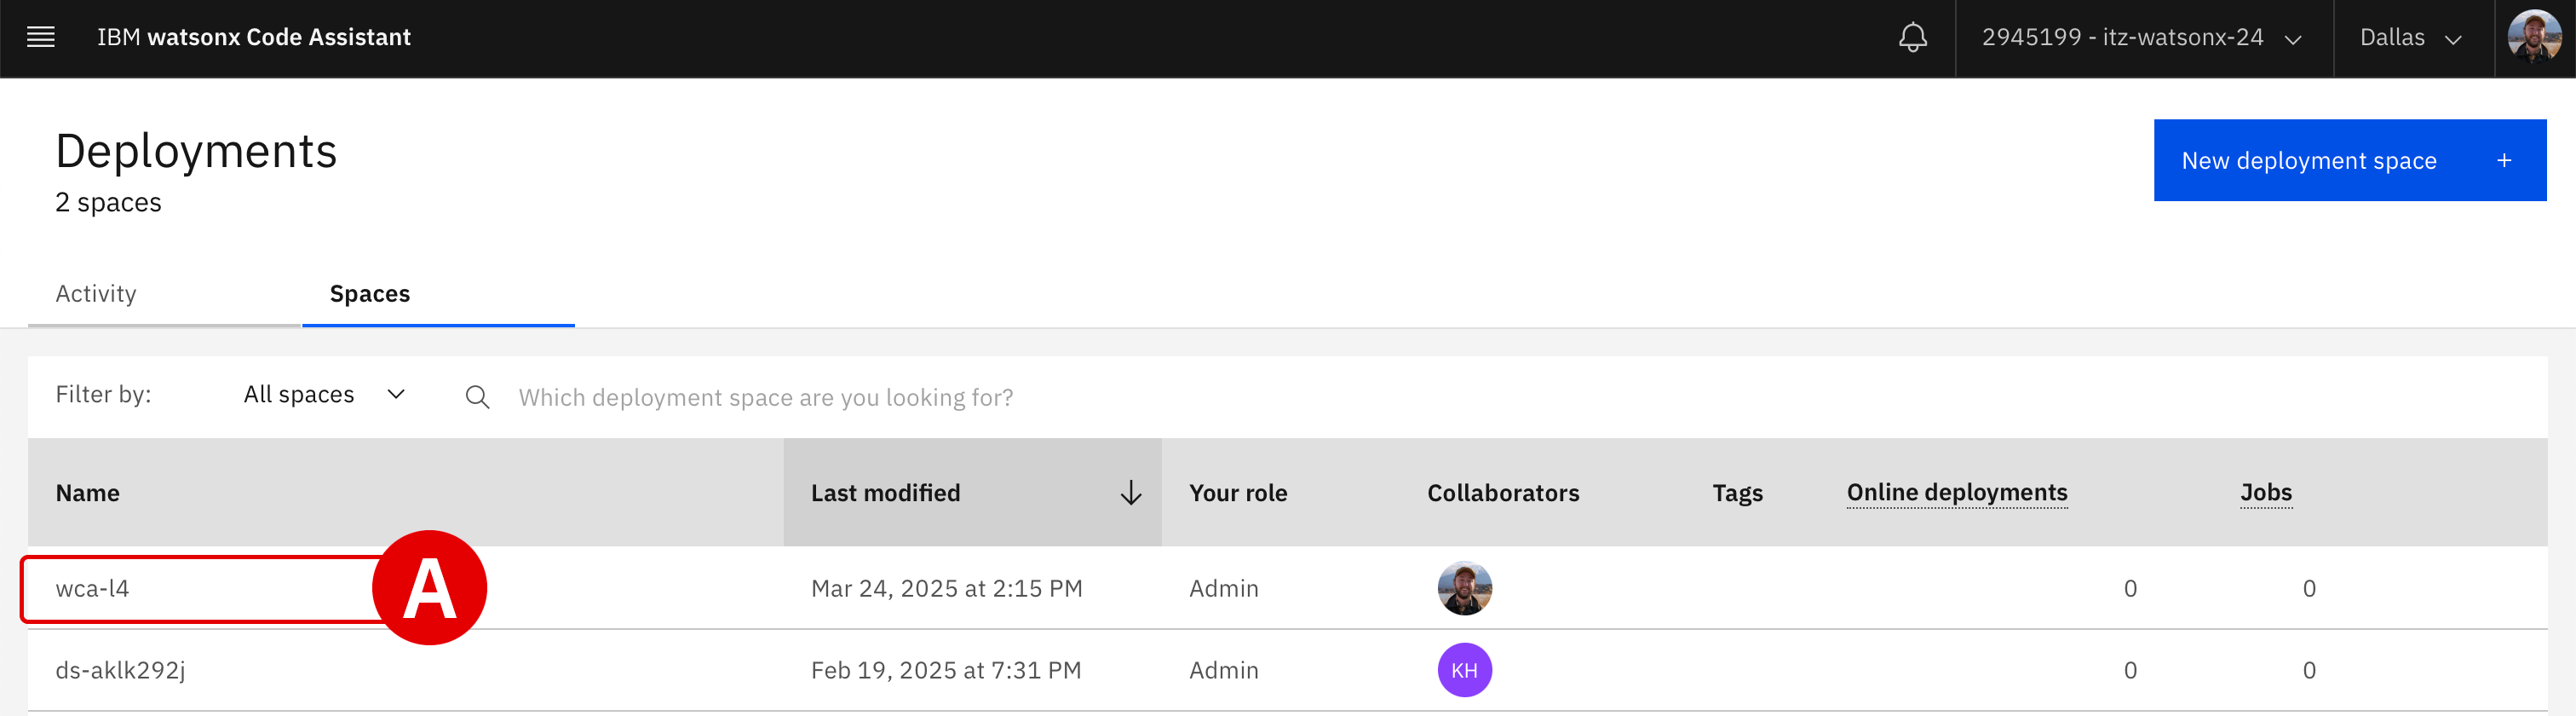 IBM watsonx Code Assistant 2945199 - itz-watsonx-24 Dallas
Deployments
New deployment space +
2 spaces
Activity Spaces
Filter by: All spaces Which deployment space are you looking for?
Name Last modified Your role Collaborators Tags Online deployments Jobs
wca-l4 A Mar 24, 2025 at 2:15 PM Admin 0 0
ds-aklk292j Feb 19, 2025 at 7:31 PM Admin KH 0 0